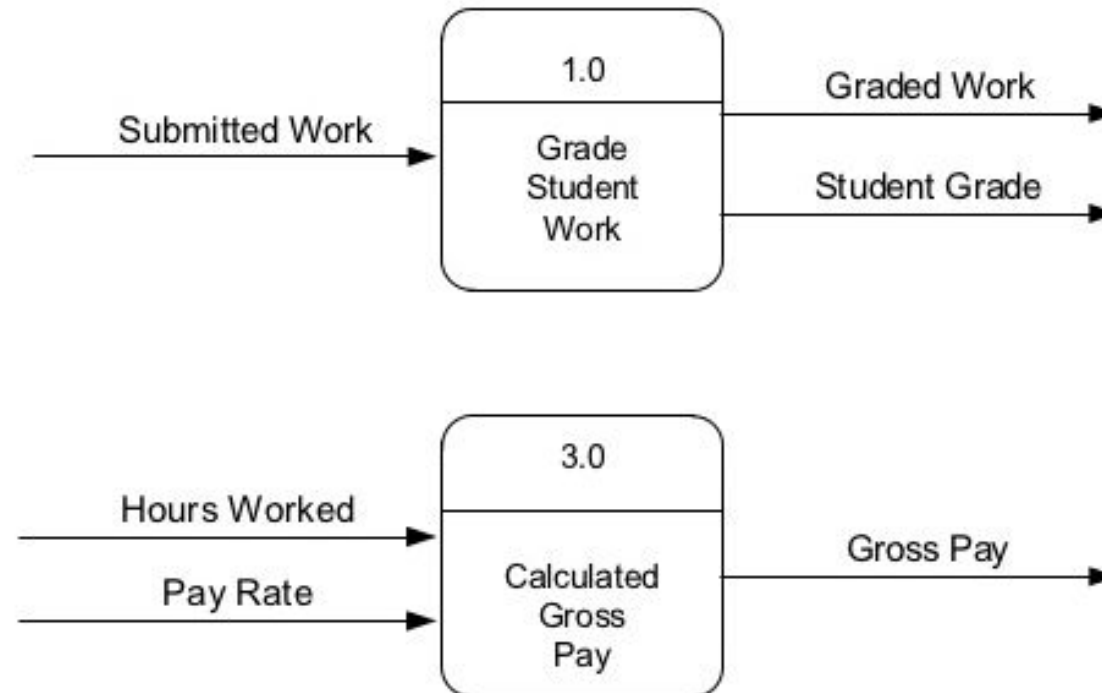 1.0
Graded Work
Submitted Work
Grade
Student
Work
Student Grade
3.0
Hours Worked
Gross Pay
Pay Rate
Calculated
Gross
Pay